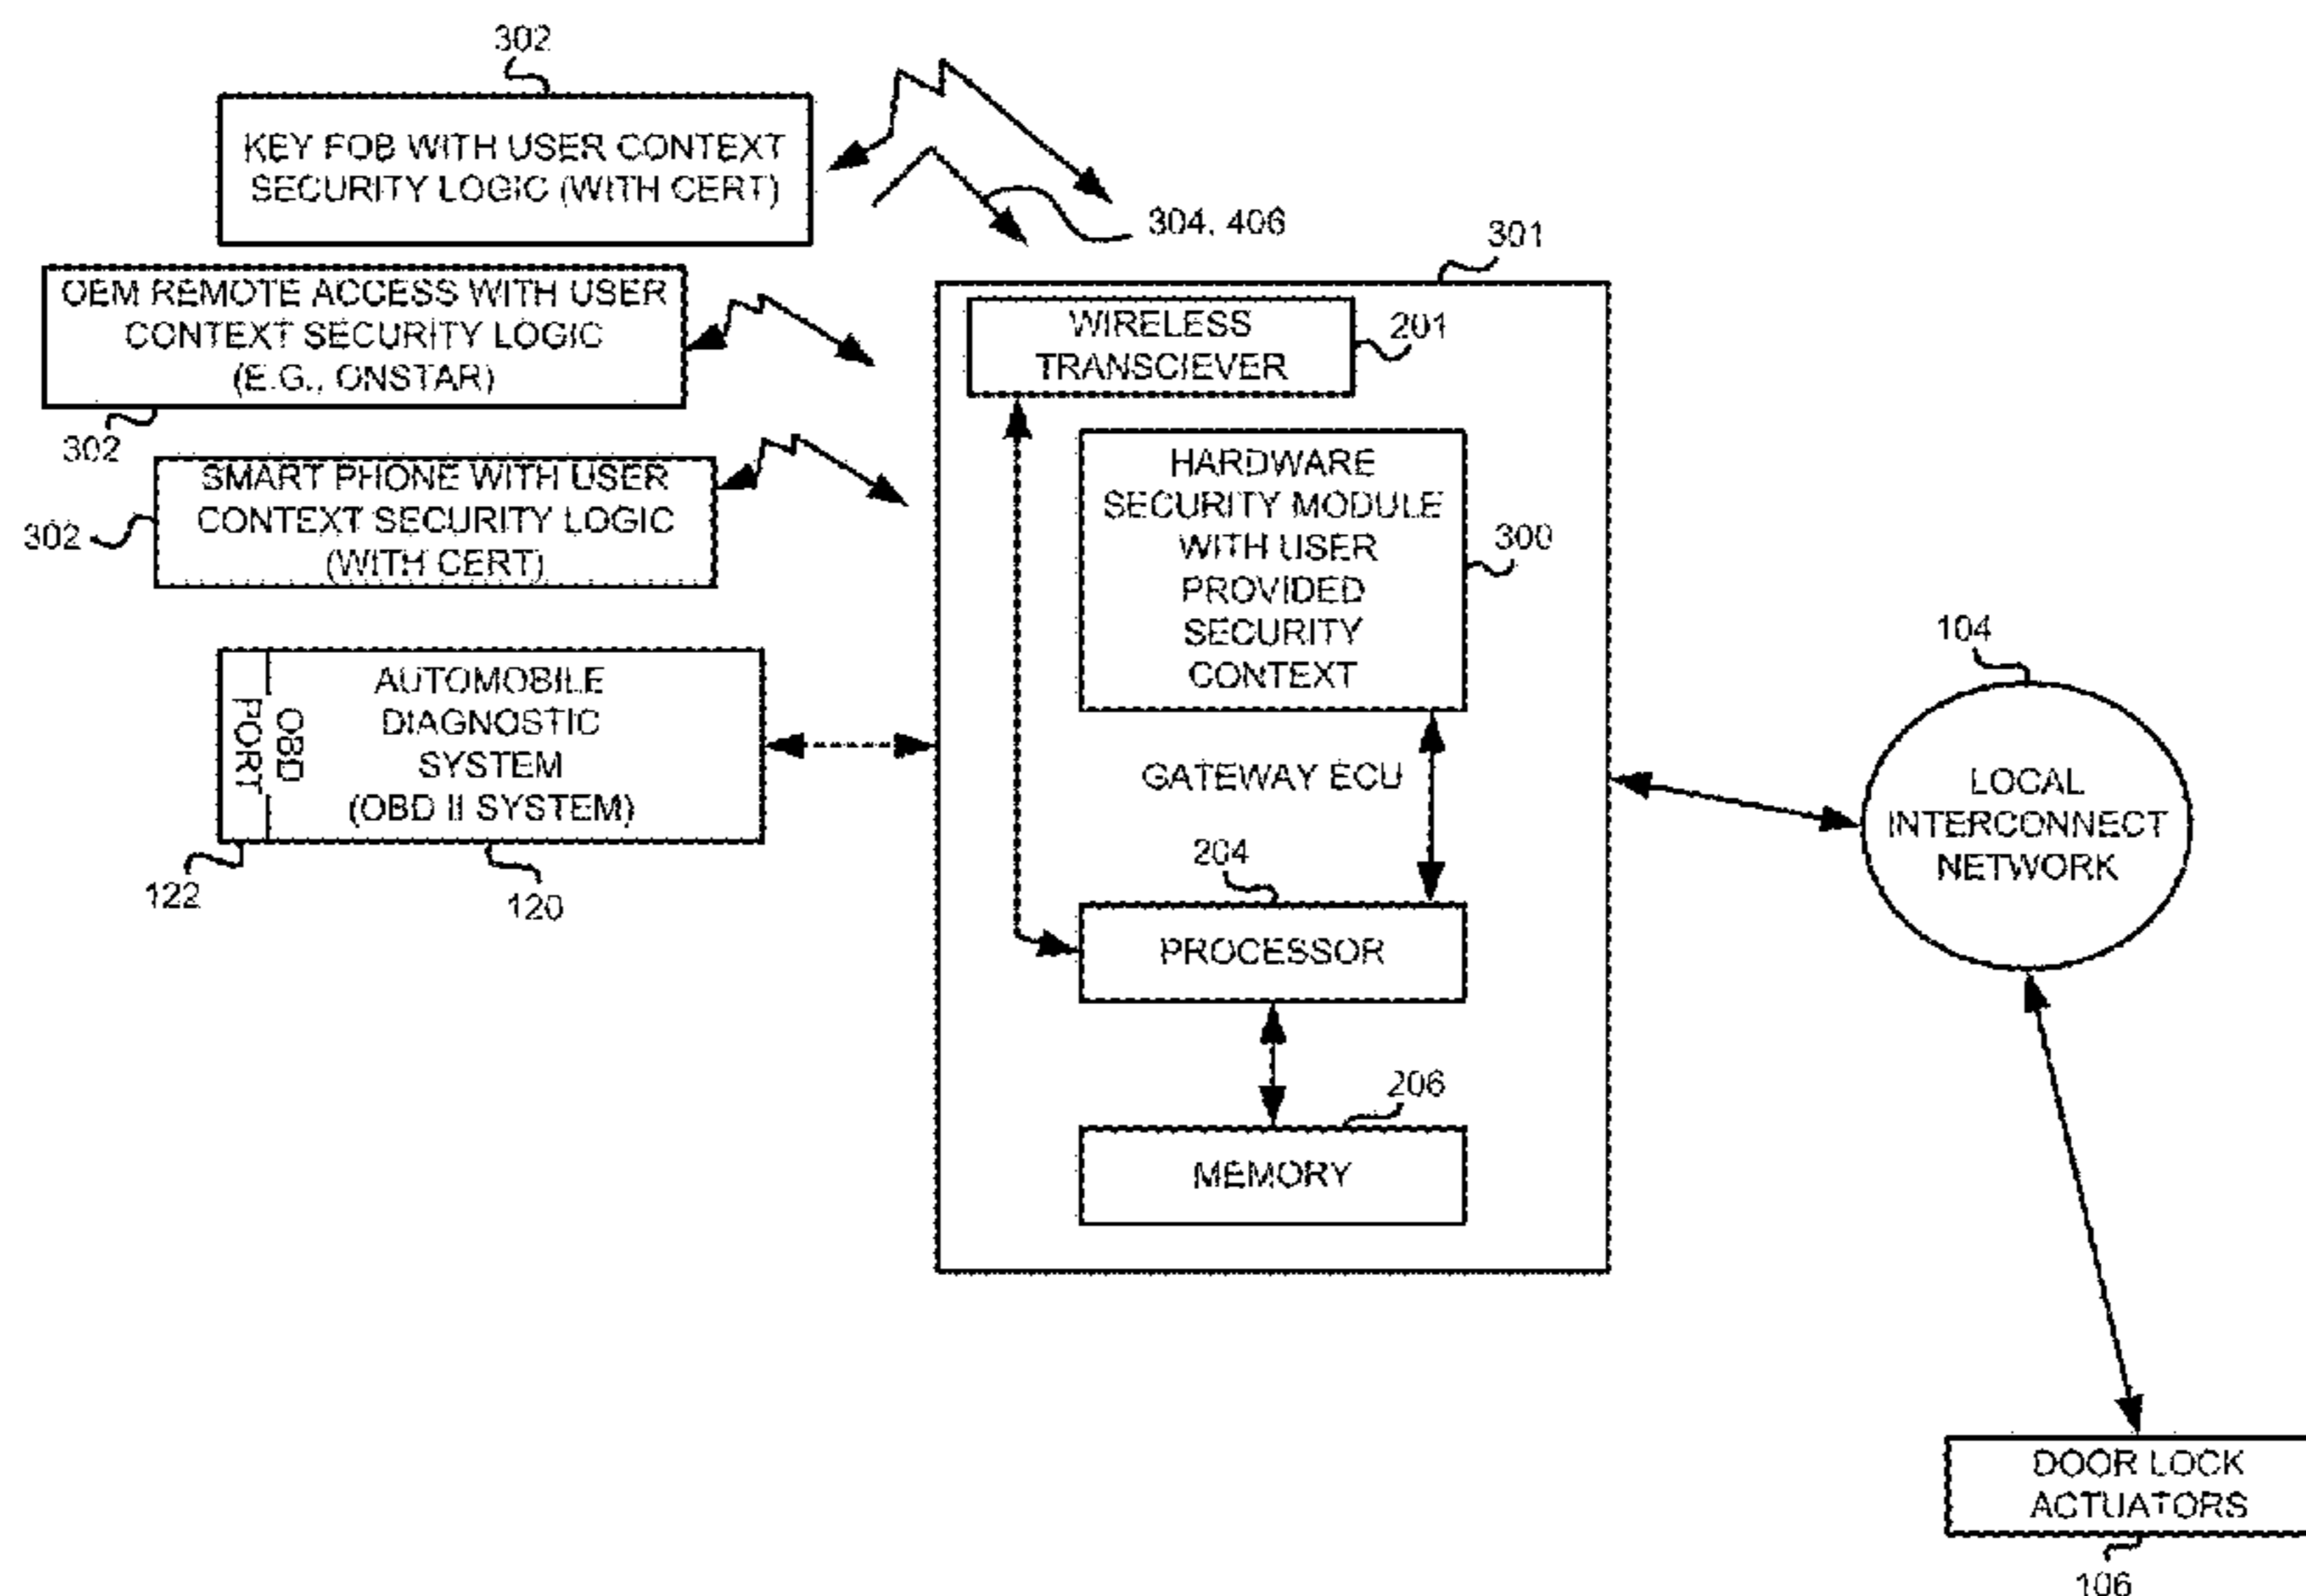 302
KEY FOB WITH USER CONTEXT
SECURITY LOGIC (WITH CERT)
304, 406
301
OEM REMOTE ACCESS WITH USER
CONTEXT SECURITY LOGIC
(E.G., ONSTAR)
302
WIRELESS
TRANSCIEVER
201
SMART PHONE WITH USER
CONTEXT SECURITY LOGIC
(WITH CERT)
302
HARDWARE
SECURITY MODULE
WITH USER
PROVIDED
SECURITY
CONTEXT
300
104
OBD
PORT
AUTOMOBILE
DIAGNOSTIC
SYSTEM
(OBD II SYSTEM)
122
120
GATEWAY ECU
LOCAL
INTERCONNECT
NETWORK
204
PROCESSOR
206
MEMORY
DOOR LOCK
ACTUATORS
106